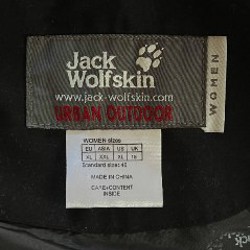 Jack
Wolfskin
www.jack-wolfskin.com
URBAN OUTDOOR
WOMEN
WOMEN sizes
EU ASIA US UK
XL XXL XL 18
Standard sizes: 42
MADE IN CHINA
CARE+CONTENT
INSIDE